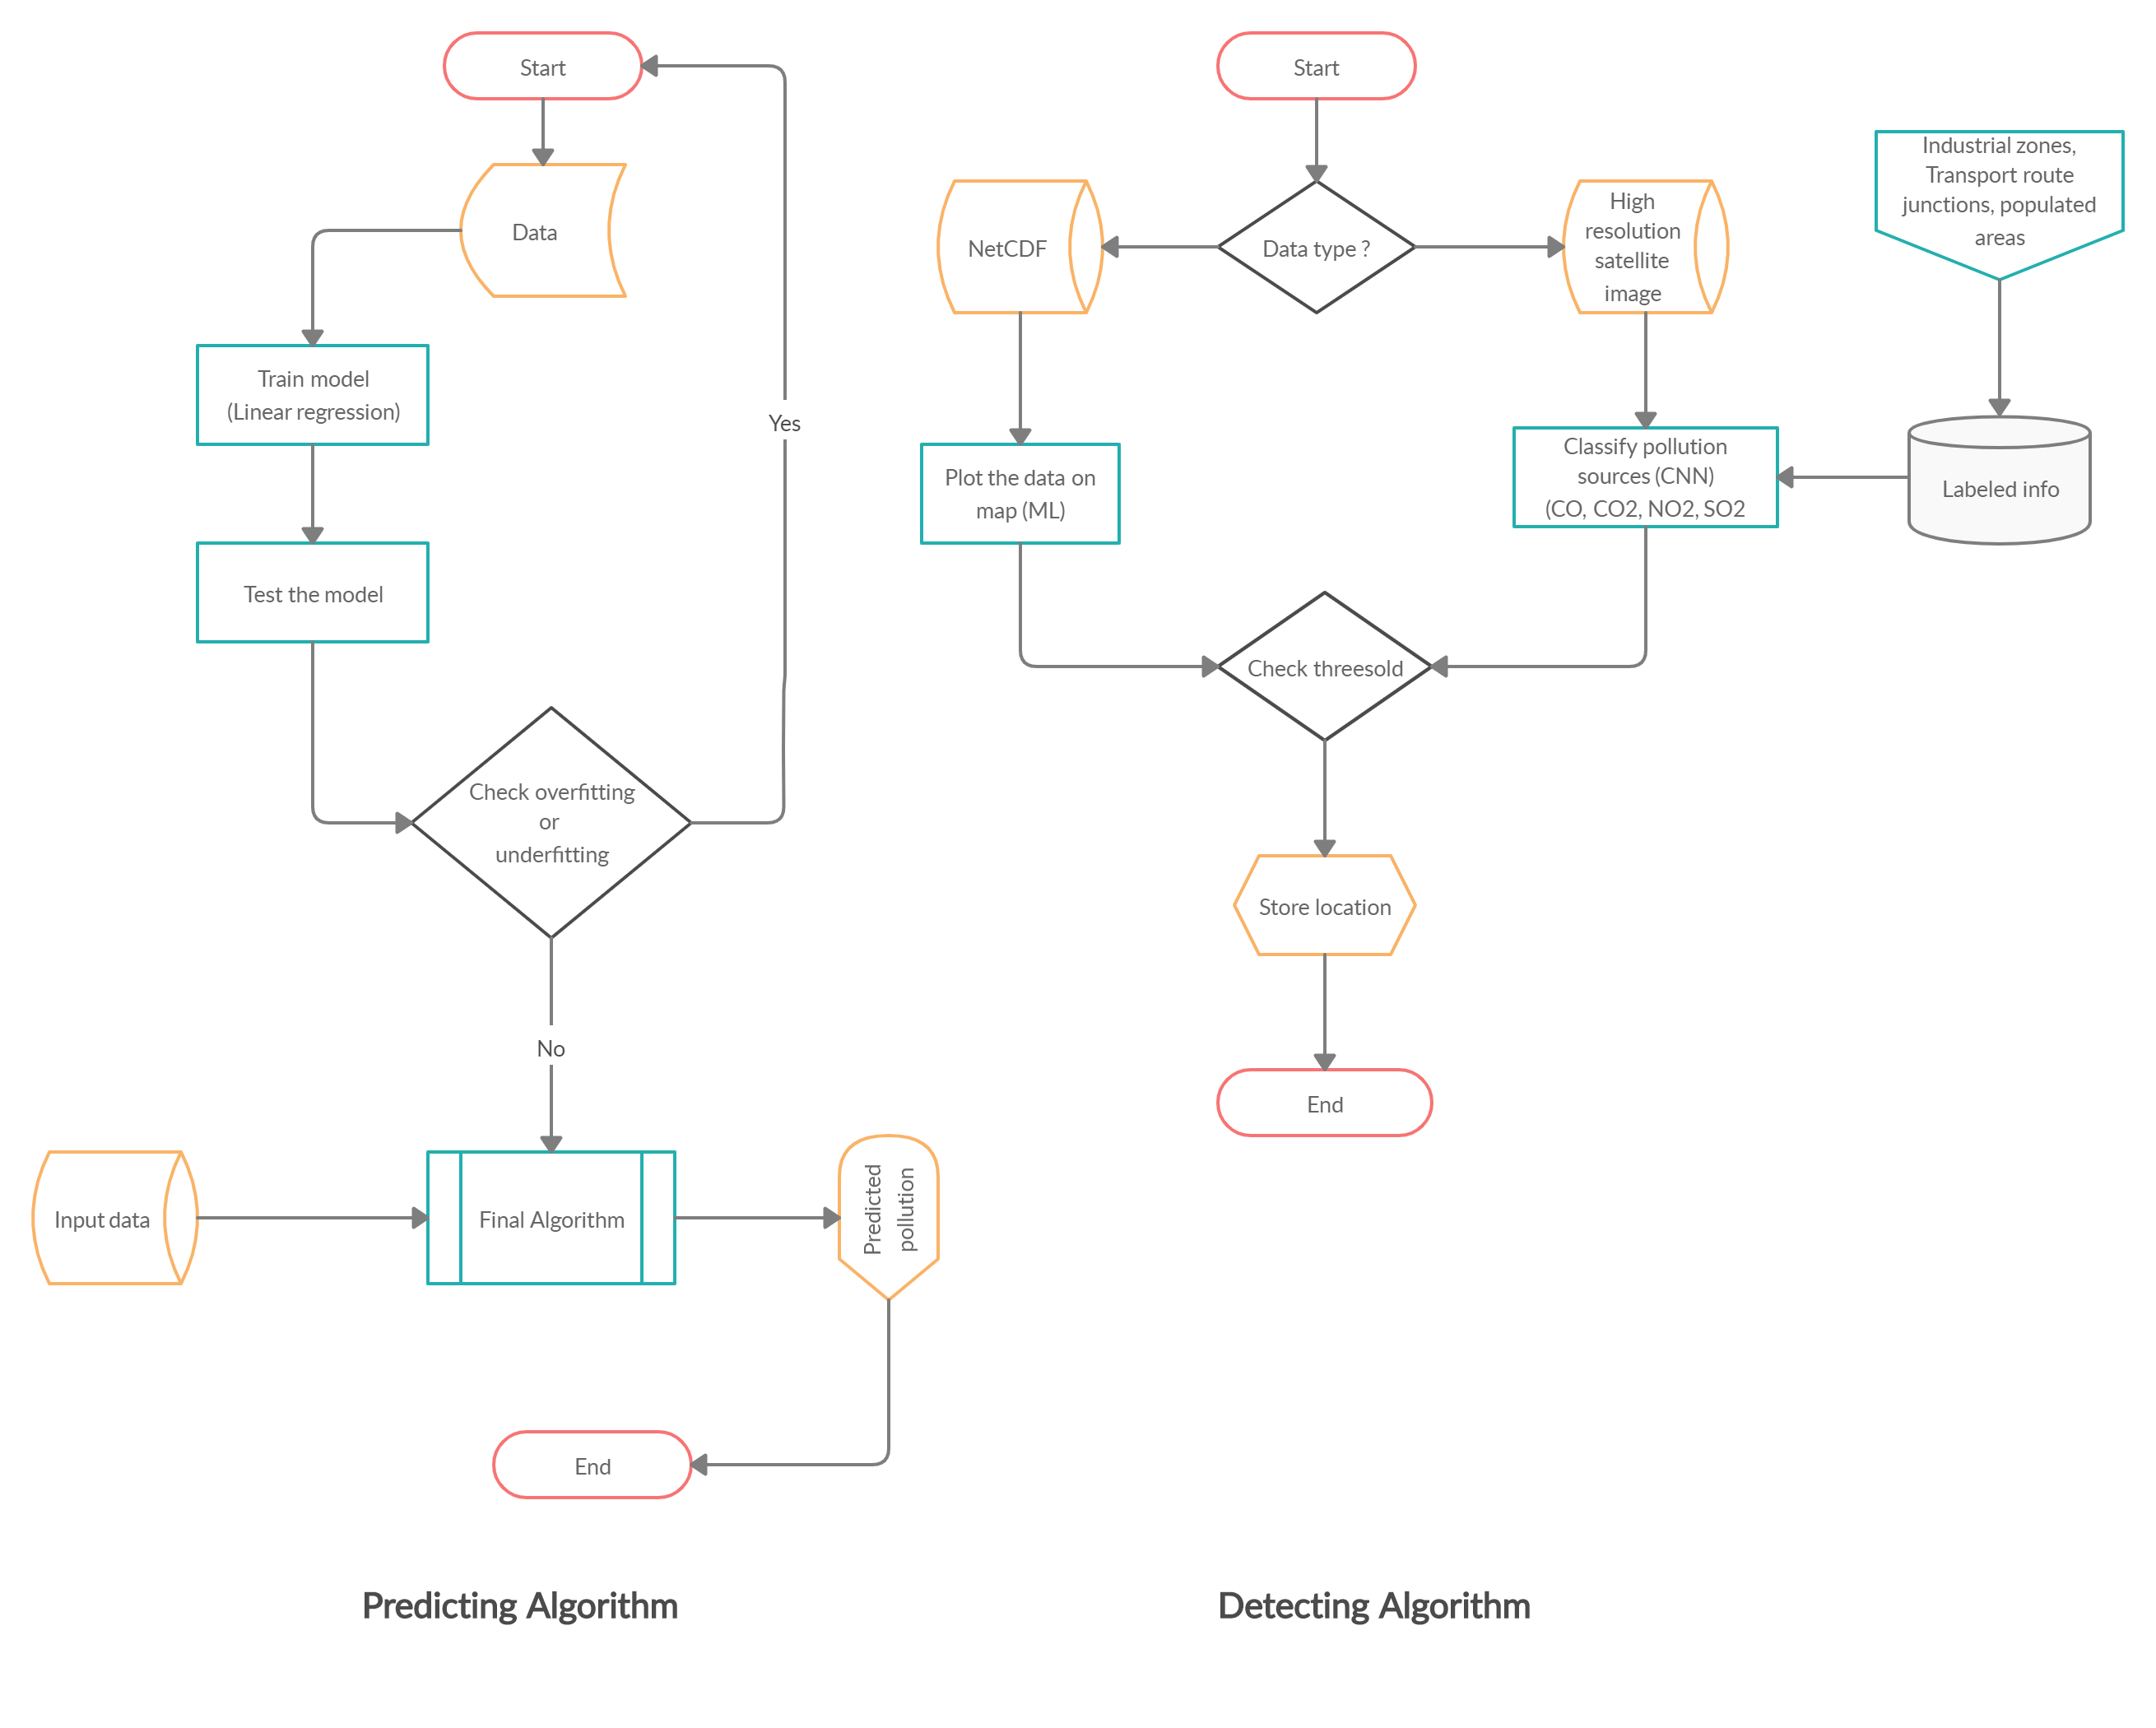 Start
Data
Train model
(Linear regression)
Test the model
Check overfitting
or
underfitting
Yes
No
Input data
Final Algorithm
Predicted
pollution
End
Predicting Algorithm
Start
Data type ?
NetCDF
High
resolution
satellite
image
Industrial zones,
Transport route
junctions, populated
areas
Plot the data on
map (ML)
Classify pollution
sources (CNN)
(CO, CO2, NO2, SO2
Labeled info
Check threesold
Store location
End
Detecting Algorithm